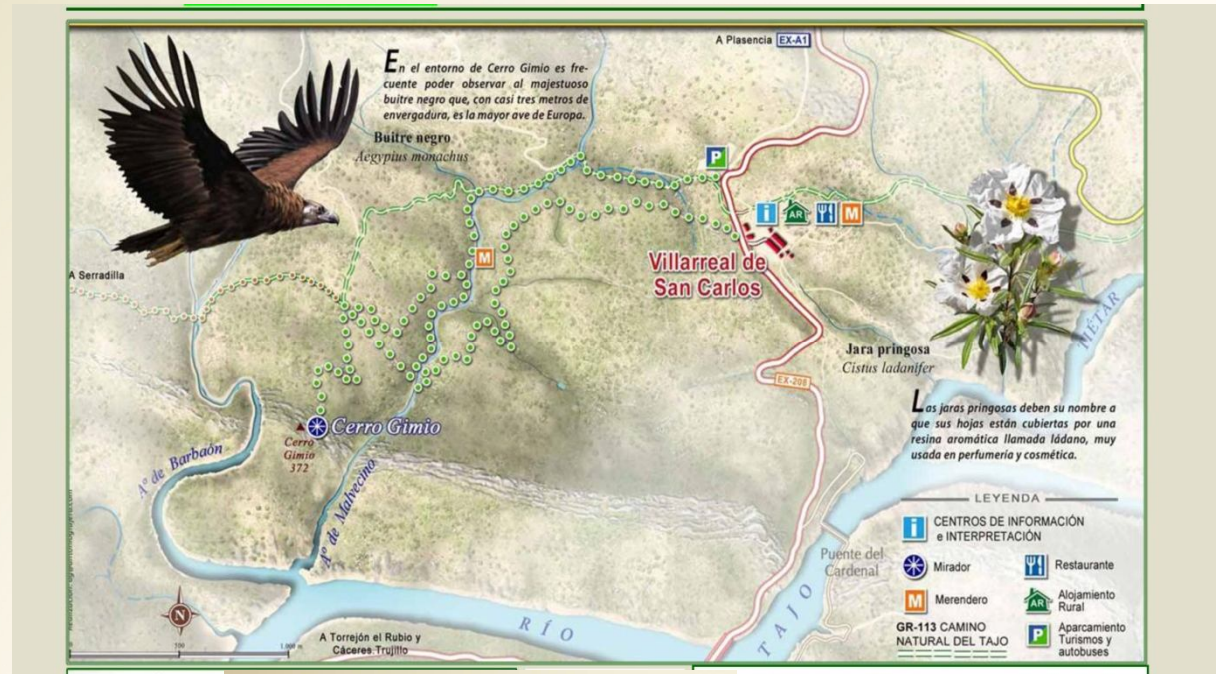 A Plasencia EX-A1
En el entorno de Cerro Gimio es fre-
cuente poder observar al majestuoso
buitre negro que, con casi tres metros de
envergadura, es la mayor ave de Europa.
Buitre negro
Aegypius monachus
P
i AR M
A Serradilla
M
Villarreal de
San Carlos
Jara pringosa
Cistus ladanifer
EX-208
Las jaras pringosas deben su nombre a
que sus hojas están cubiertas por una
resina aromática llamada ládano, muy
usada en perfumería y cosmética.
Cerro Gimio
Cerro
Gimio
372
Aº de Barbaón
Aº de Malvecino
Puente del
Cardenal
RÍO
TAJO
A Torrejón el Rubio y
Cáceres.Trujillo
N
LEYENDA
i CENTROS DE INFORMACIÓN
e INTERPRETACIÓN
Mirador
Restaurante
M Merendero
AR Alojamiento
Rural
GR-113 CAMINO
NATURAL DEL TAJO
P Aparcamiento
Turismos y
autobuses